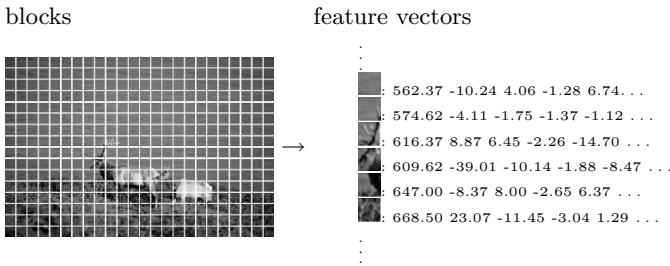 blocks
feature vectors
.
.
.
: 562.37 -10.24 4.06 -1.28 6.74. . .
: 574.62 -4.11 -1.75 -1.37 -1.12 . . .
: 616.37 8.87 6.45 -2.26 -14.70 . . .
→
: 609.62 -39.01 -10.14 -1.88 -8.47 . . .
: 647.00 -8.37 8.00 -2.65 6.37 . . .
: 668.50 23.07 -11.45 -3.04 1.29 . . .
.
.
.